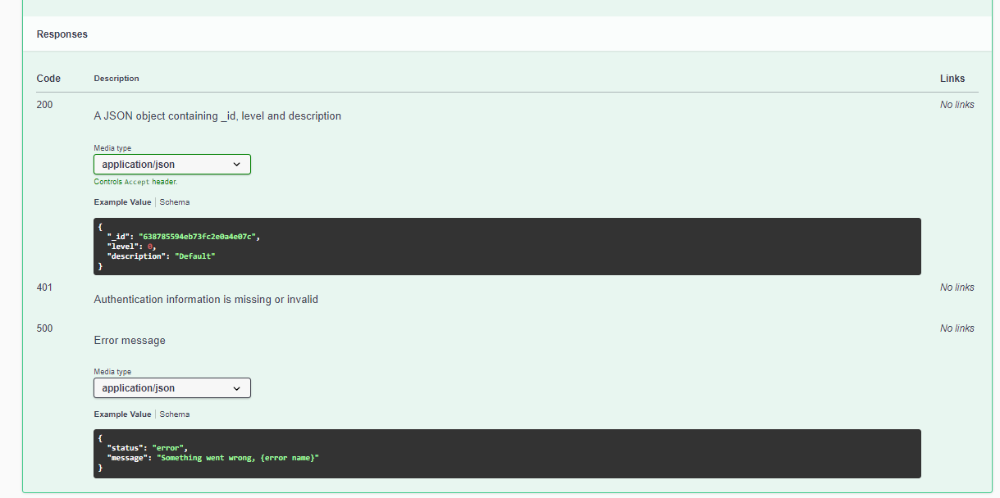 Responses
Code Description Links
200 No links
A JSON object containing _id, level and description
Media type
application/json
Controls Accept header.
Example Value Schema
{
"_id": "638785594eb73fc2e0a4e07c",
"level": 0,
"description": "Default"
}
401 No links
Authentication information is missing or invalid
500 No links
Error message
Media type
application/json
Example Value Schema
{
"status": "error",
"message": "Something went wrong, {error name}"
}